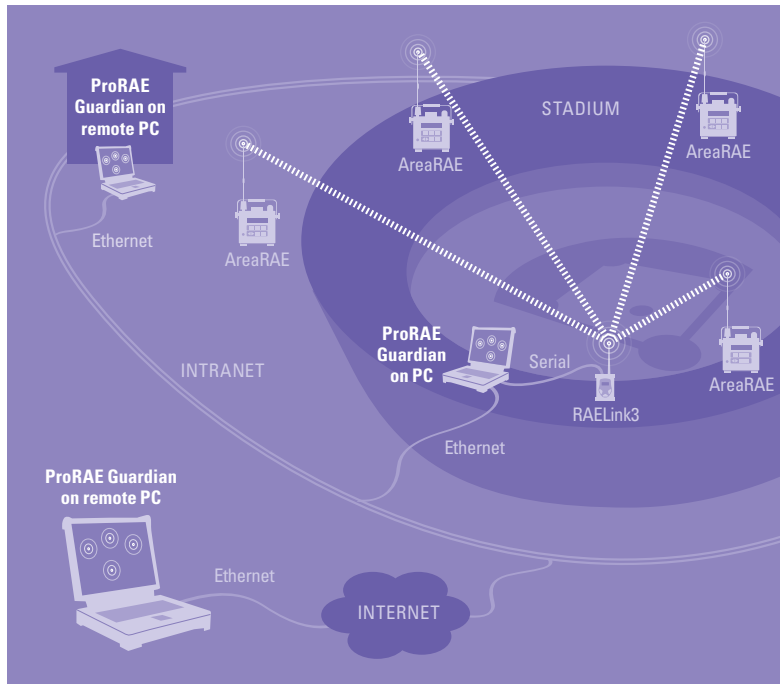 ProRAE
Guardian on
remote PC
Ethernet
AreaRAE
AreaRAE
STADIUM
AreaRAE
INTRANET
ProRAE
Guardian
on PC
Serial
RAELink3
AreaRAE
Ethernet
ProRAE Guardian
on remote PC
Ethernet
INTERNET